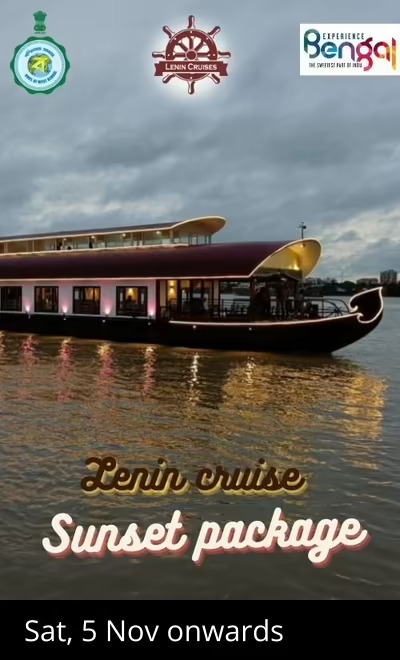 EXPERIENCE
Bengal
THE SWEETEST PART OF INDIA
LENIN CRUISES
Lenin cruise
Sunset package
Sat, 5 Nov onwards